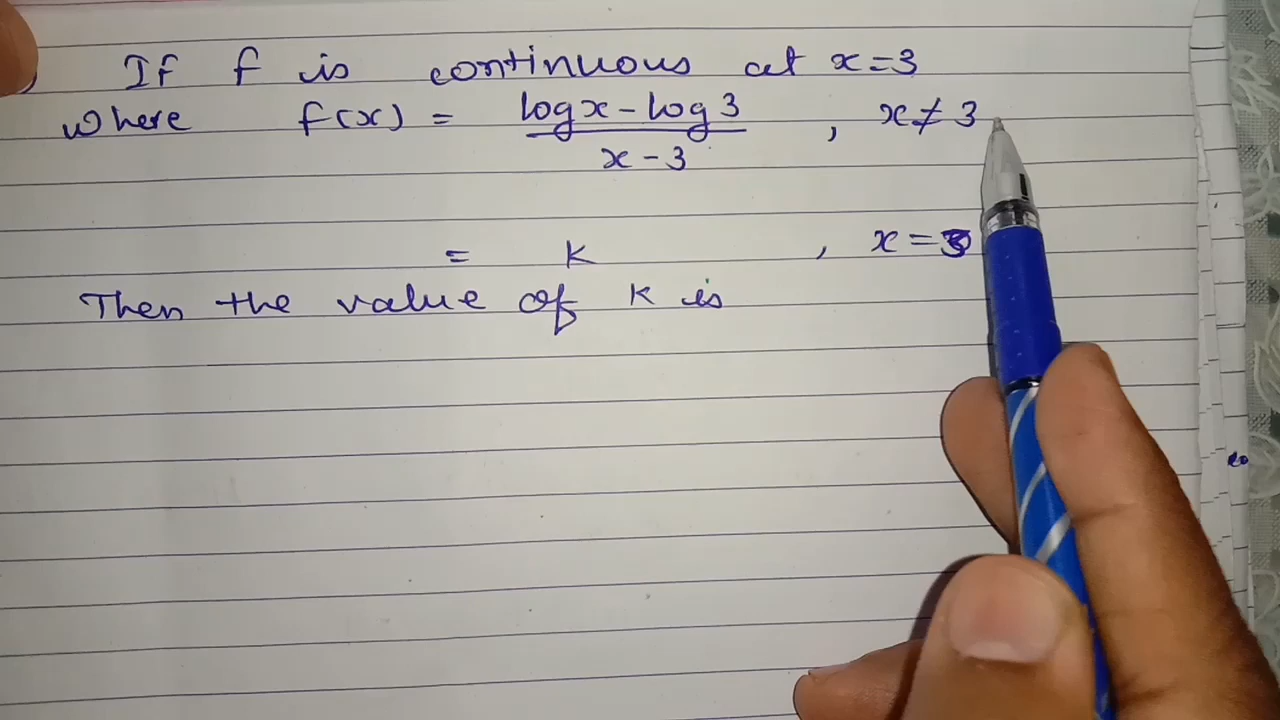 If f is continuous at x=3
where f(x) = (log x - log 3) / (x - 3) , x ≠ 3
= k , x = 3
Then the value of k is